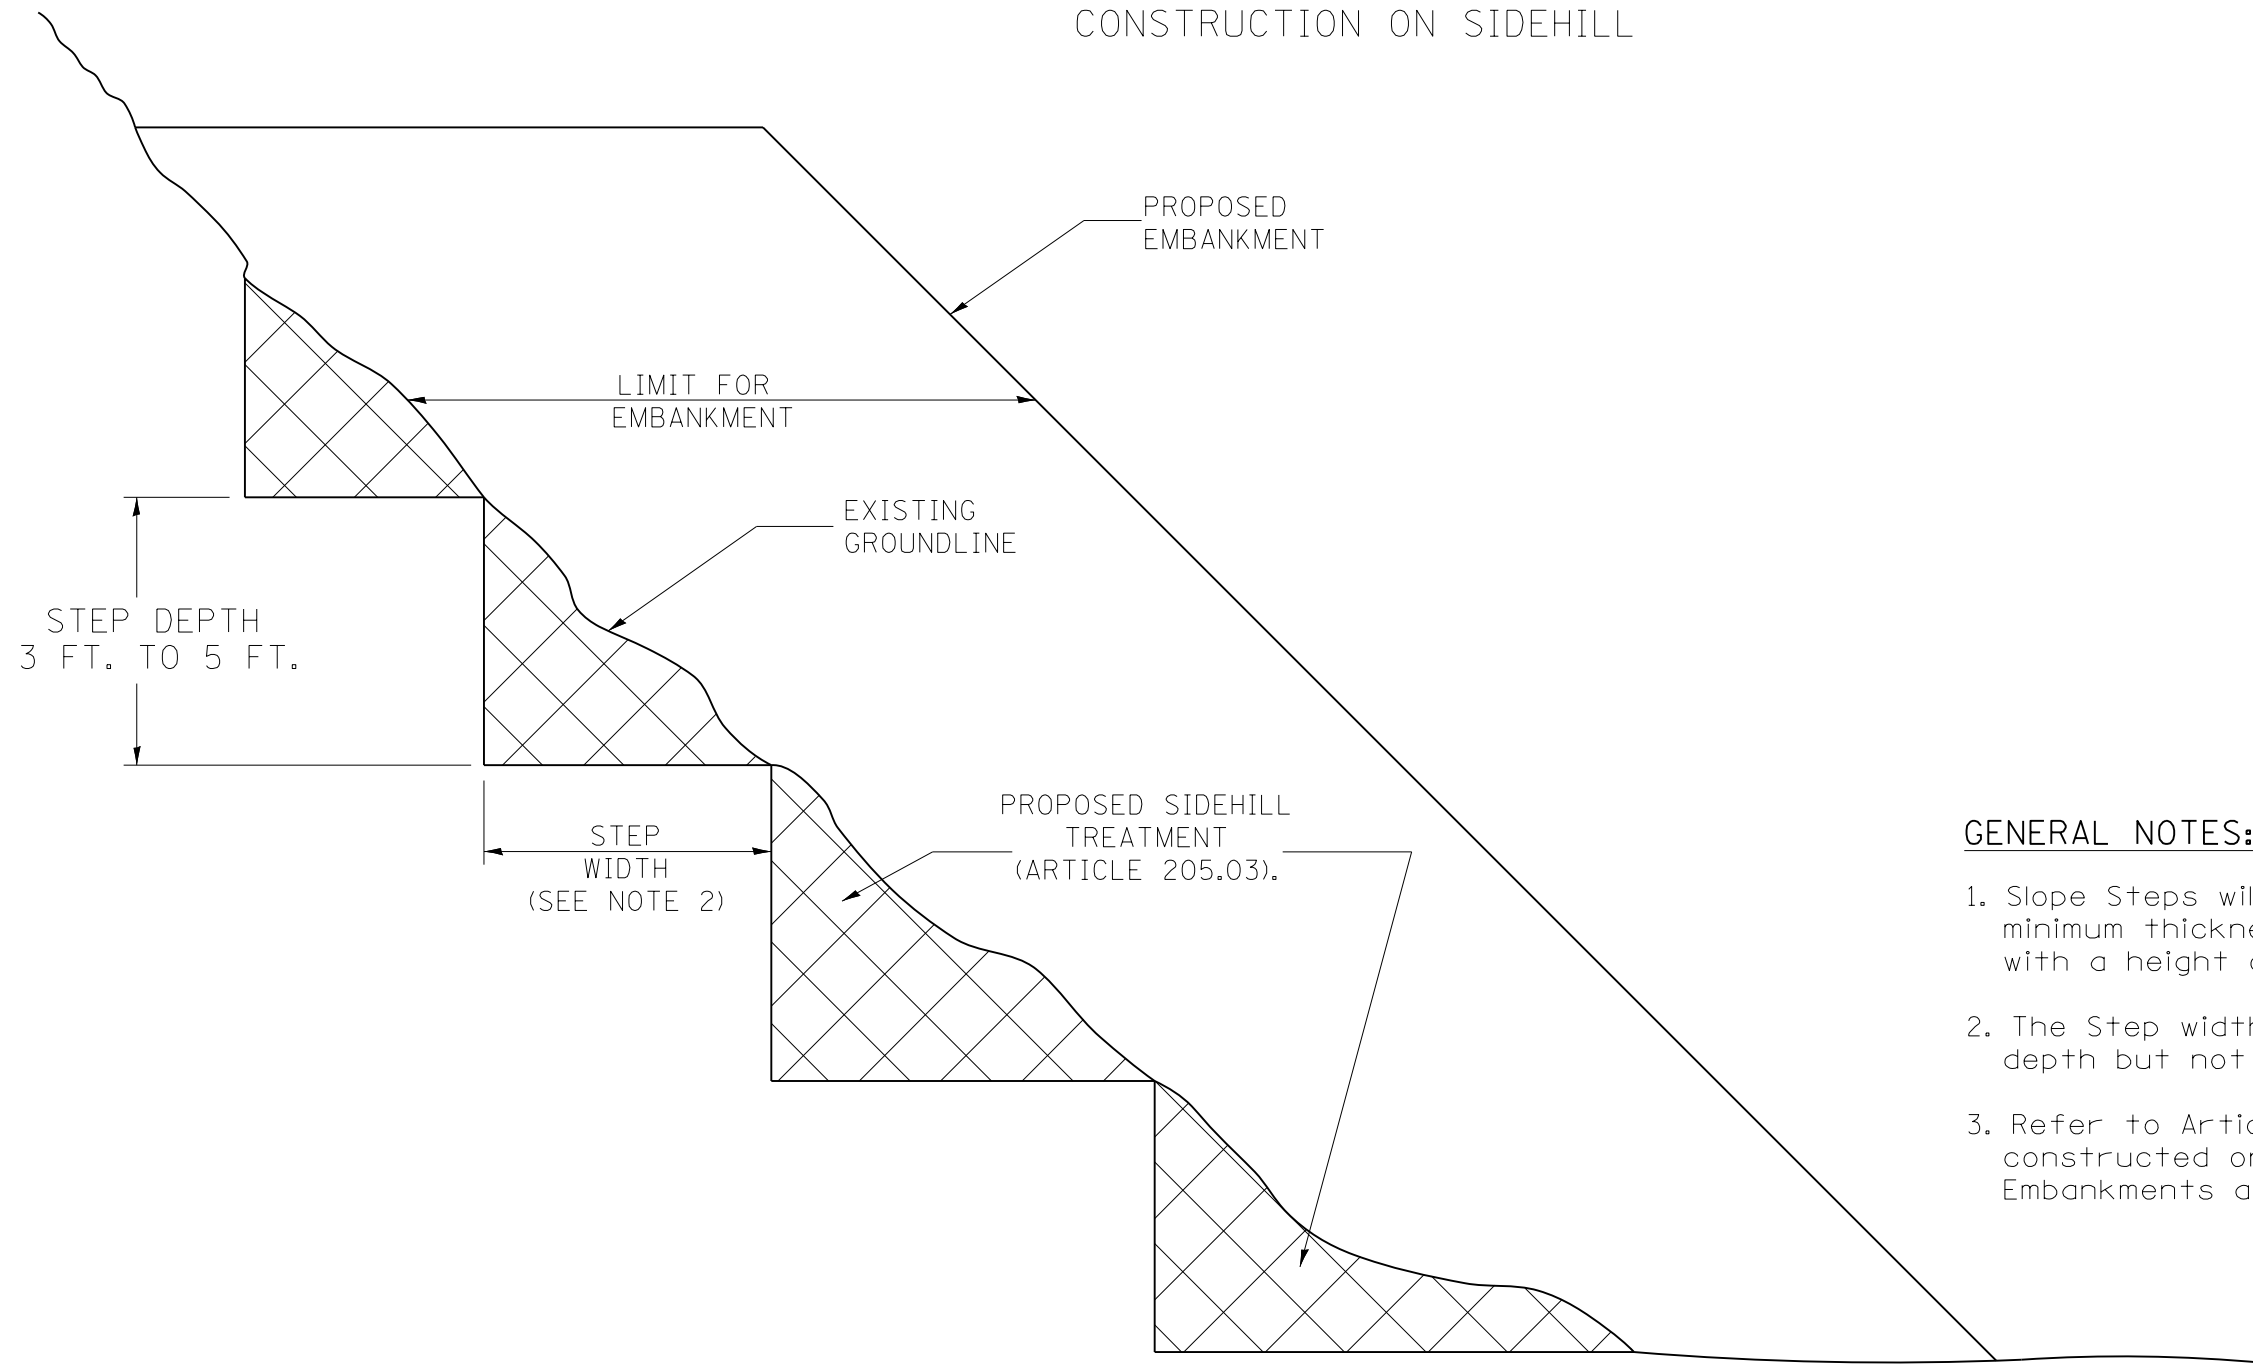 CONSTRUCTION ON SIDEHILL
PROPOSED
EMBANKMENT
LIMIT FOR
EMBANKMENT
EXISTING
GROUNDLINE
STEP DEPTH
3 FT. TO 5 FT.
PROPOSED SIDEHILL
TREATMENT
(ARTICLE 205.03).
STEP
WIDTH
(SEE NOTE 2)
GENERAL NOTES:
1. Slope Steps
minimum
with a height
2. The Step
depth but not
3. Refer to
constructed
Embankments